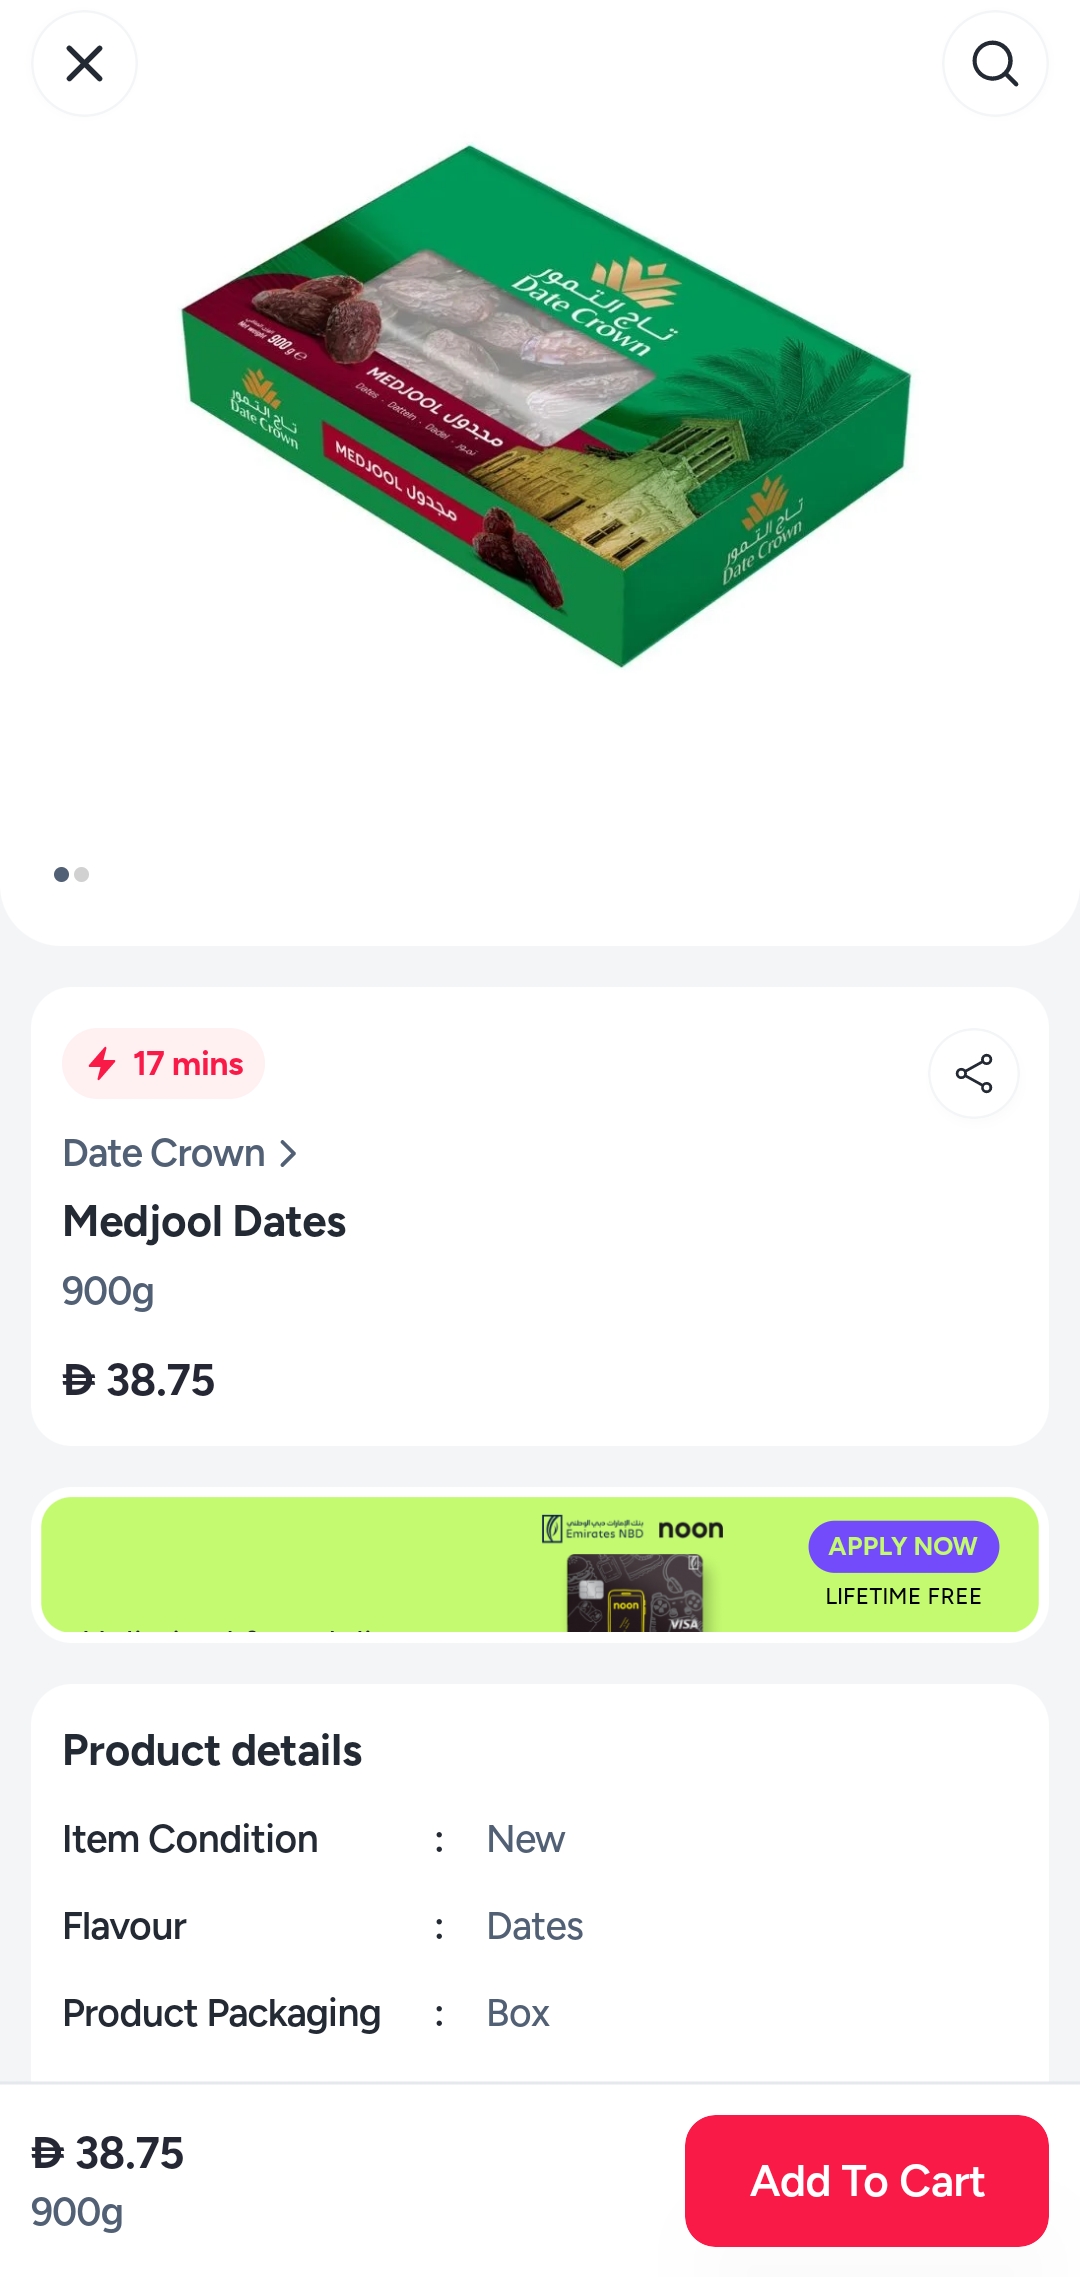 تاج التمور
Date Crown
الوزن الصافي
Net weight 900 g e
MEDJOOL مجدول
Dates · Datteln · Dadel · تمور
تاج التمور
Date Crown
MEDJOOL مجدول
تاج التمور
Date Crown
17 mins
Date Crown
Medjool Dates
900g
38.75
بنك الإمارات دبي الوطني
Emirates NBD
noon
APPLY NOW
LIFETIME FREE
noon
VISA
Product details
Item Condition : New
Flavour : Dates
Product Packaging : Box
38.75
900g
Add To Cart